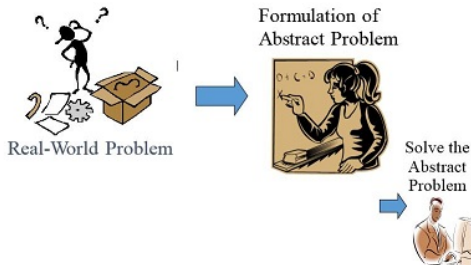 Formulation of
Abstract Problem
Real-World Problem
Solve the
Abstract
Problem